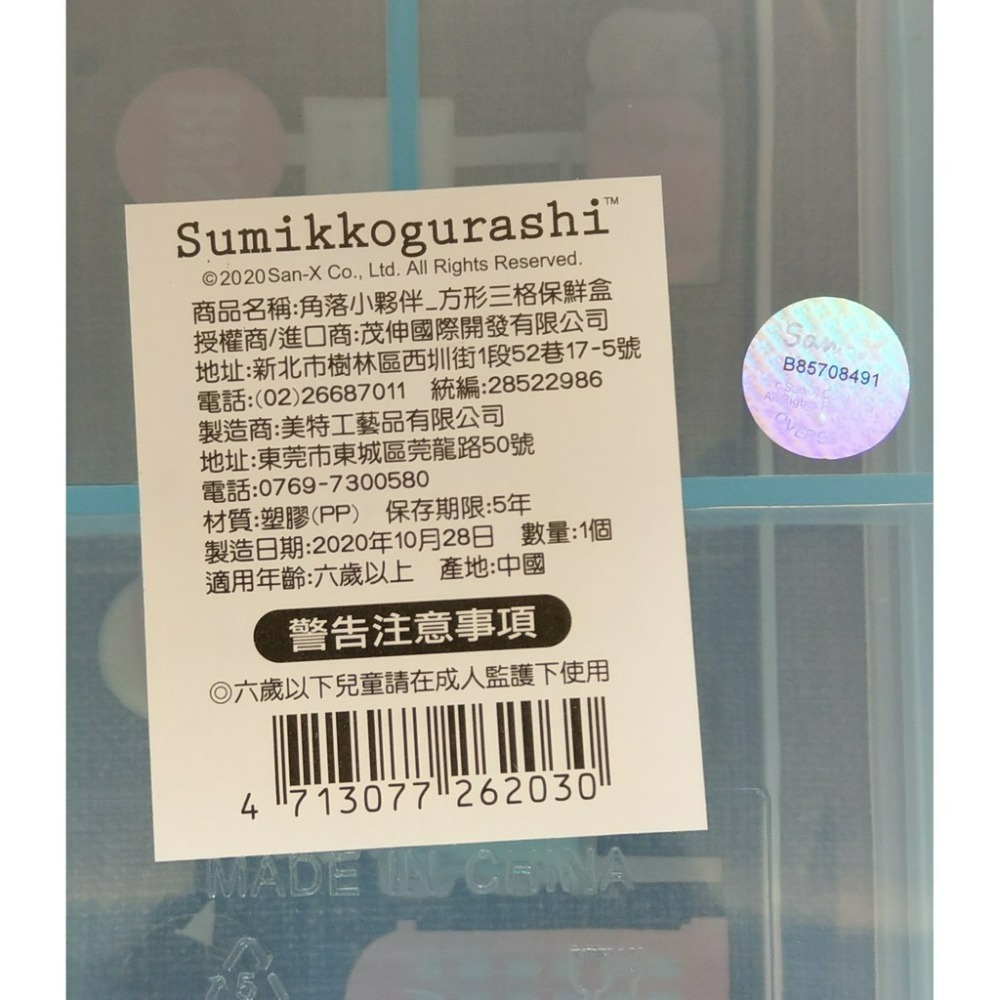 Sumikkogurashi™
©2020San-X Co., Ltd. All Rights Reserved.
商品名稱:角落小夥伴_方形三格保鮮盒
授權商/進口商:茂伸國際開發有限公司
地址:新北市樹林區西圳街1段52巷17-5號
電話:(02)26687011 統編:28522986
製造商:美特工藝品有限公司
地址:東莞市東城區莞龍路50號
電話:0769-7300580
材質:塑膠(PP) 保存期限:5年
製造日期:2020年10月28日 數量:1個
適用年齡:六歲以上 產地:中國
警告注意事項
◎六歲以下兒童請在成人監護下使用
4 713077 262030
San-X
B85708491
MADE IN CHINA
5